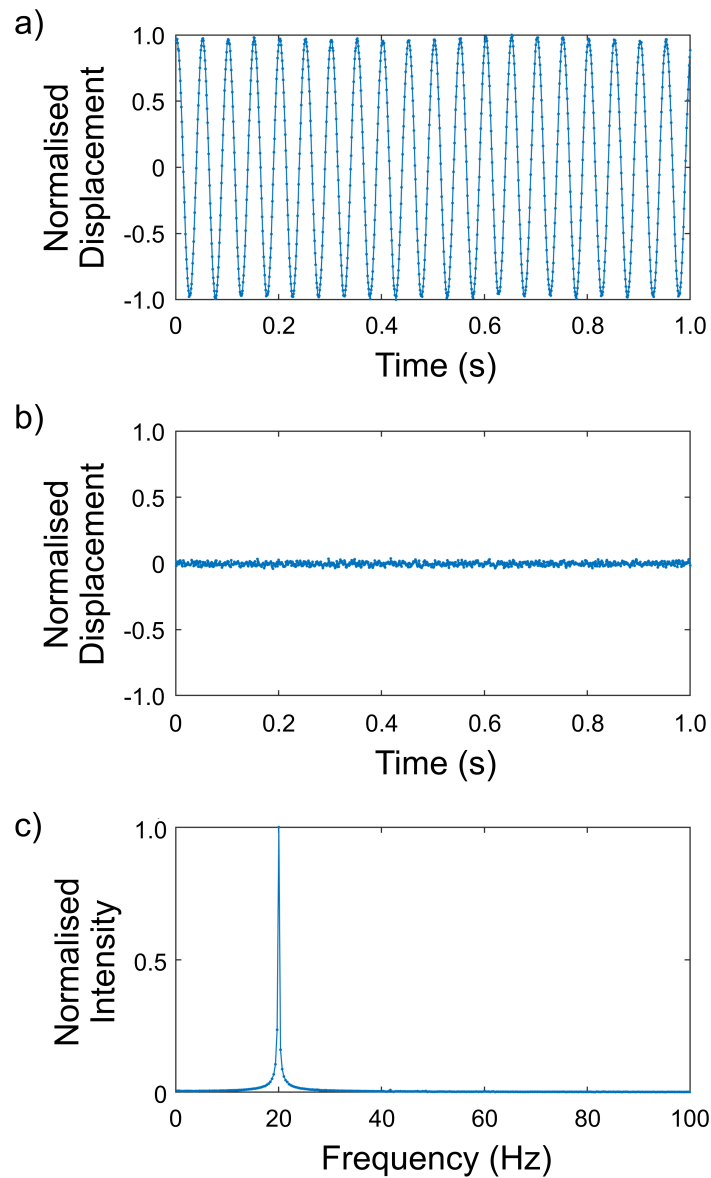 a)
Normalised
Displacement
1.0
0.5
0
-0.5
-1.0
0 0.2 0.4 0.6 0.8 1.0
Time (s)
b)
Normalised
Displacement
1.0
0.5
0
-0.5
-1.0
0 0.2 0.4 0.6 0.8 1.0
Time (s)
c)
Normalised
Intensity
1.0
0.5
0
0 20 40 60 80 100
Frequency (Hz)